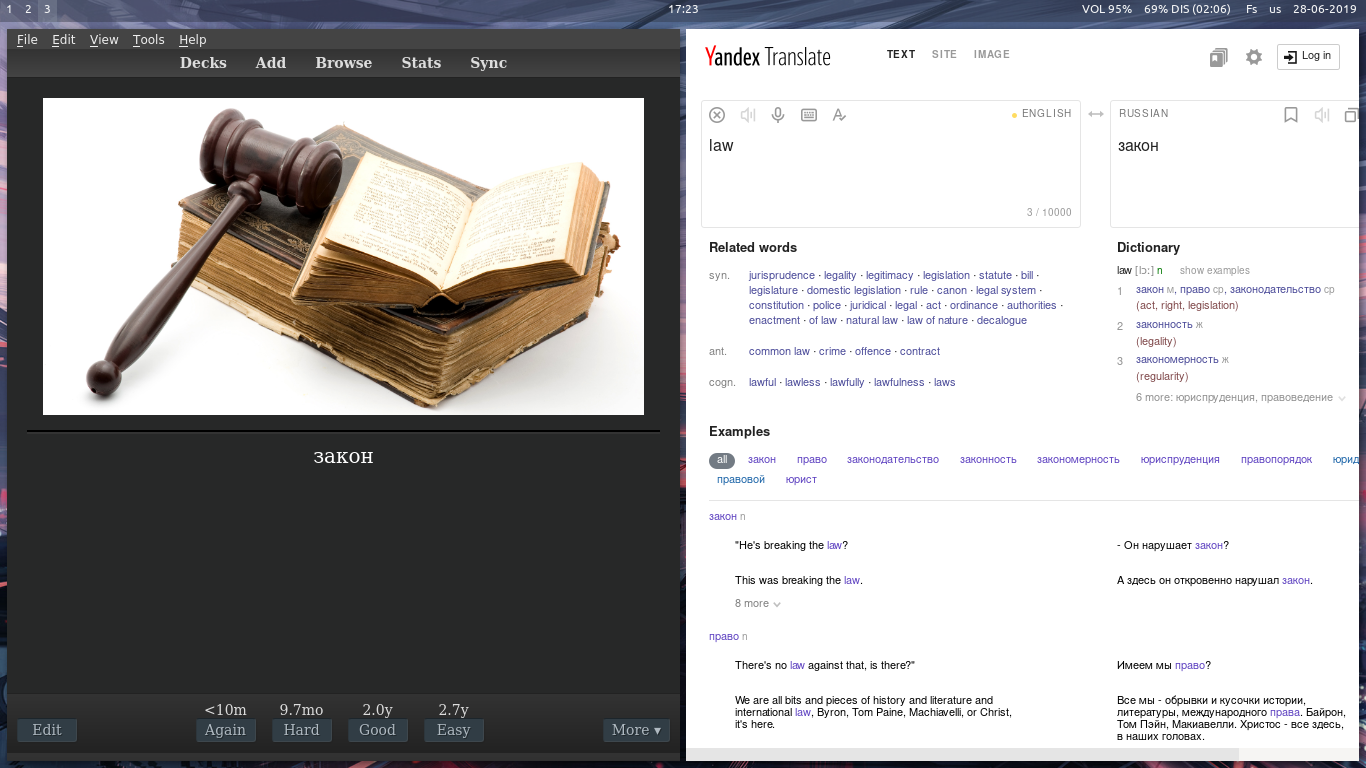 1 2 3 17:23 VOL 95% 69% DIS (02:06) Fs us 28-06-2019
File Edit View Tools Help
Decks Add Browse Stats Sync
закон
<10m 9.7mo 2.0y 2.7y
Edit Again Hard Good Easy More ▾
Yandex Translate TEXT SITE IMAGE Log in
ENGLISH
law
3 / 10000
RUSSIAN
закон
Related words
syn. jurisprudence · legality · legitimacy · legislation · statute · bill ·
legislature · domestic legislation · rule · canon · legal system ·
constitution · police · juridical · legal · act · ordinance · authorities ·
enactment · of law · natural law · law of nature · decalogue
ant. common law · crime · offence · contract
cogn. lawful · lawless · lawfully · lawfulness · laws
Dictionary
law [lɔː] n show examples
1 закон м, право ср, законодательство ср
(act, right, legislation)
2 законность ж
(legality)
3 закономерность ж
(regularity)
6 more: юриспруденция, правоведение
Examples
all закон право законодательство законность закономерность юриспруденция правопорядок юрид
правовой юрист
закон n
"He's breaking the law? - Он нарушает закон?
This was breaking the law. А здесь он откровенно нарушал закон.
8 more
право n
There's no law against that, is there?" Имеем мы право?
We are all bits and pieces of history and literature and
international law, Byron, Tom Paine, Machiavelli, or Christ,
it's here.
Все мы - обрывки и кусочки истории,
литературы, международного права. Байрон,
Том Пэйн, Макиавелли. Христос - все здесь,
в наших головах.